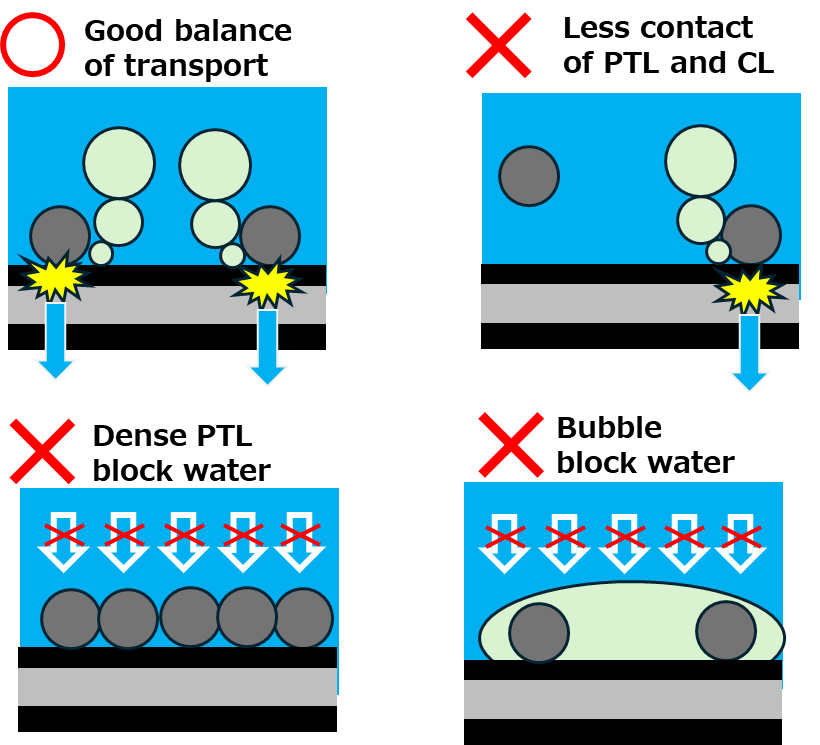 Good balance
of transport
Less contact
of PTL and CL
Dense PTL
block water
Bubble
block water